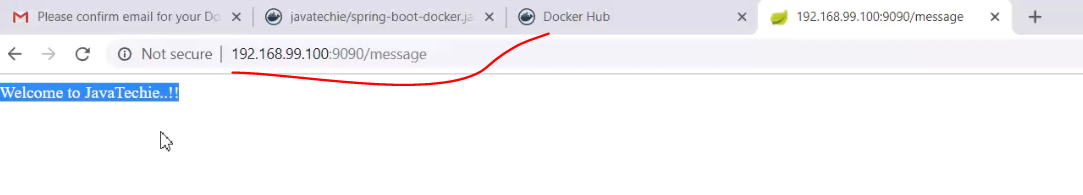 Please confirm email for your Do
javatechie/spring-boot-docker.ja
Docker Hub
192.168.99.100:9090/message
Not secure | 192.168.99.100:9090/message
Welcome to JavaTechie..!!